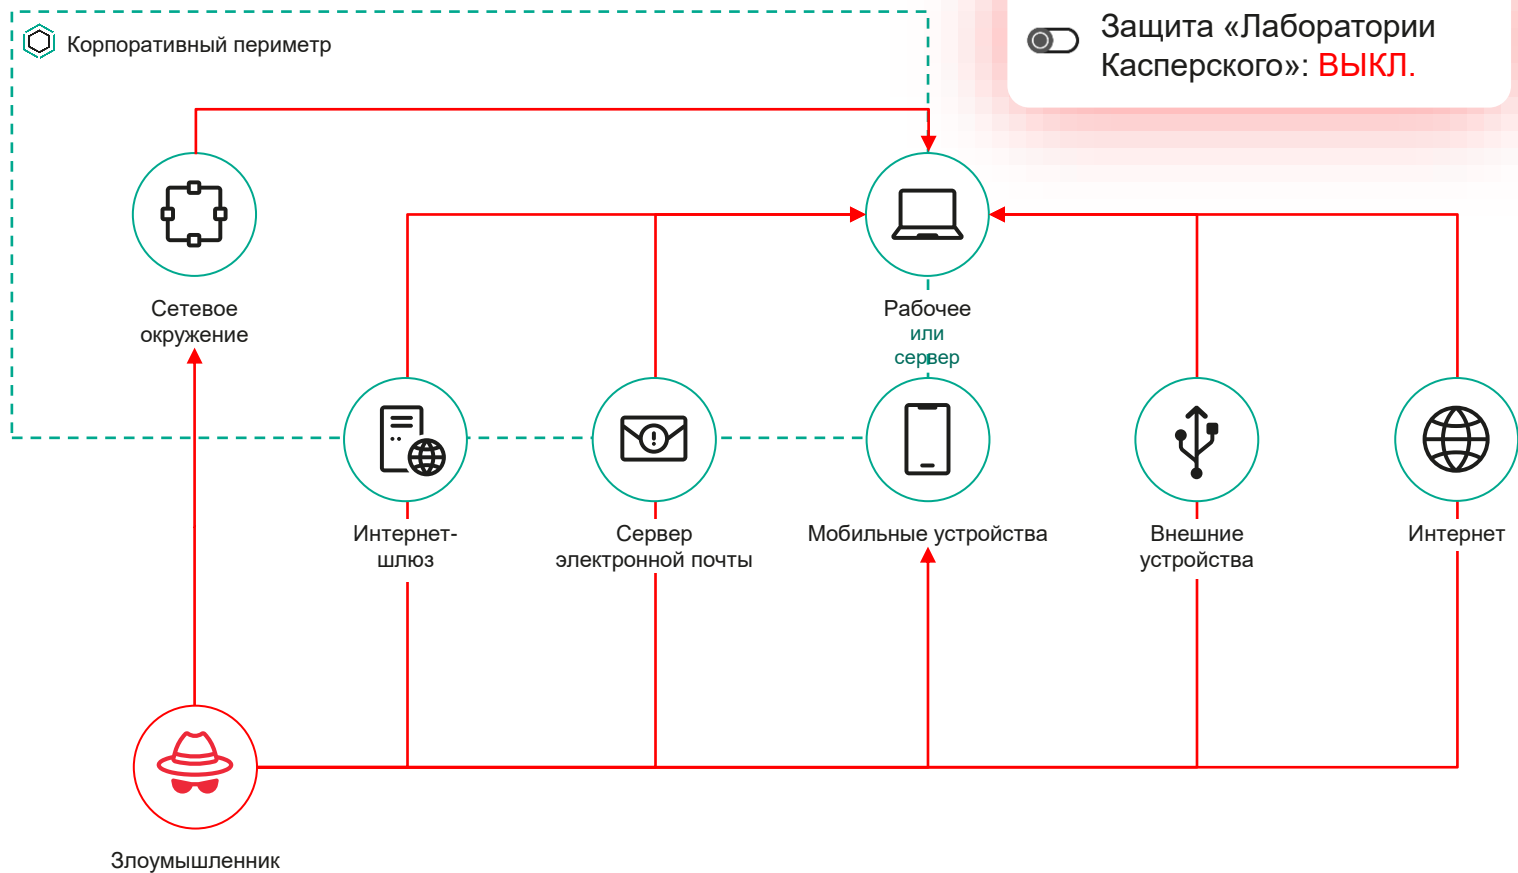 Корпоративный периметр
Защита «Лаборатории
Касперского»: ВЫКЛ.
Сетевое
окружение
Рабочее
или
сервер
Интернет-
шлюз
Сервер
электронной почты
Мобильные устройства
Внешние
устройства
Интернет
Злоумышленник